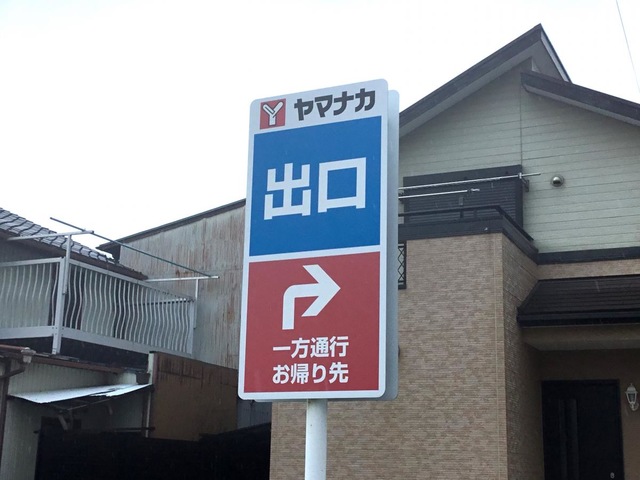 ヤマナカ
出口
一方通行
お帰り先